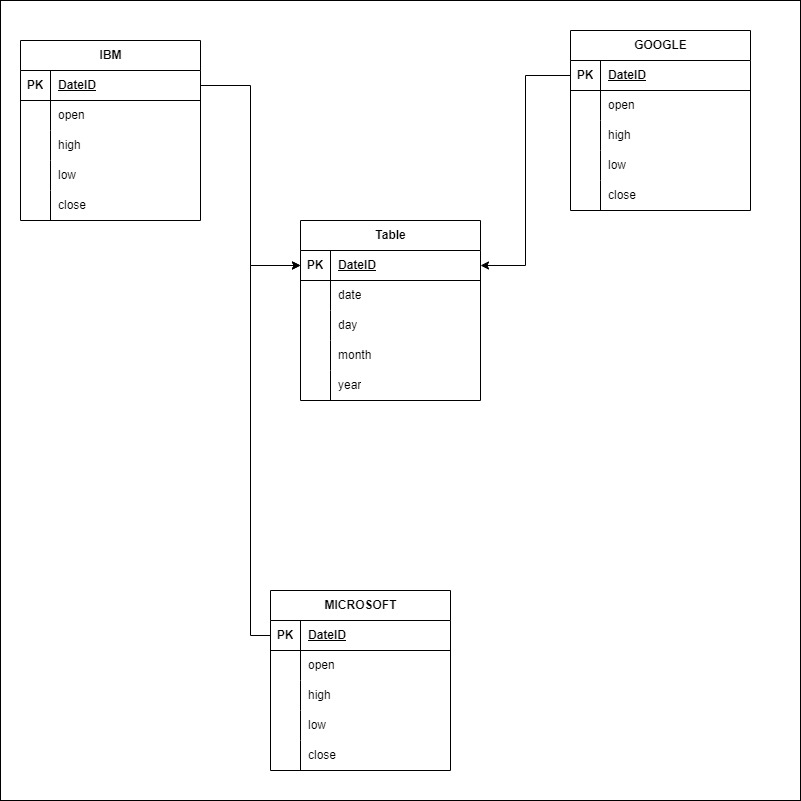 IBM
PK DateID
open
high
low
close
GOOGLE
PK DateID
open
high
low
close
Table
PK DateID
date
day
month
year
MICROSOFT
PK DateID
open
high
low
close